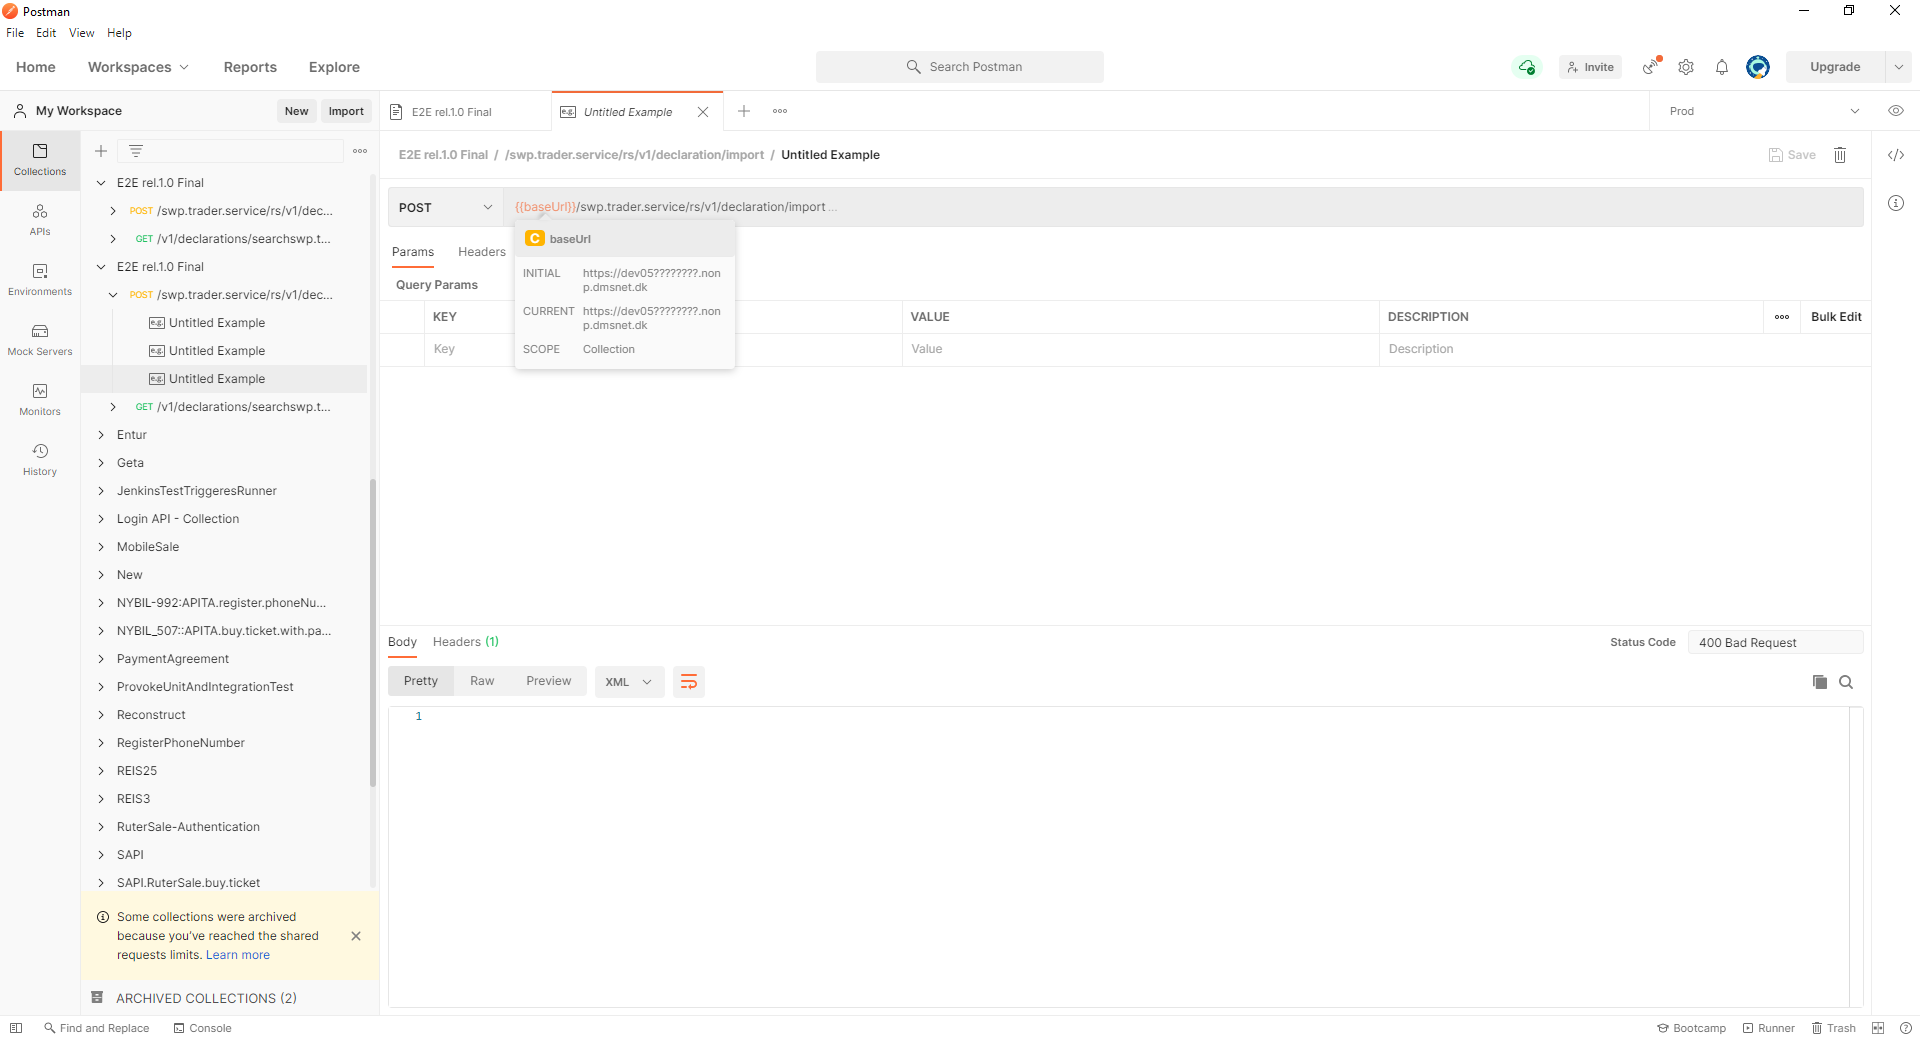 Postman
File Edit View Help
Home Workspaces Reports Explore
Search Postman
Invite
Upgrade
My Workspace
New
Import
E2E rel.1.0 Final
e.g. Untitled Example
Prod
Collections
APIs
Environments
Mock Servers
Monitors
History
E2E rel.1.0 Final
POST /swp.trader.service/rs/v1/dec...
GET /v1/declarations/searchswp.t...
E2E rel.1.0 Final
POST /swp.trader.service/rs/v1/dec...
e.g. Untitled Example
e.g. Untitled Example
e.g. Untitled Example
GET /v1/declarations/searchswp.t...
Entur
Geta
JenkinsTestTriggeresRunner
Login API - Collection
MobileSale
New
NYBIL-992:APITA.register.phoneNu...
NYBIL_507::APITA.buy.ticket.with.pa...
PaymentAgreement
ProvokeUnitAndIntegrationTest
Reconstruct
RegisterPhoneNumber
REIS25
REIS3
RuterSale-Authentication
SAPI
SAPI.RuterSale.buy.ticket
Some collections were archived
because you've reached the shared
requests limits. Learn more
ARCHIVED COLLECTIONS (2)
E2E rel.1.0 Final / /swp.trader.service/rs/v1/declaration/import / Untitled Example
Save
POST
{{baseUrl}}/swp.trader.service/rs/v1/declaration/import ...
Params Headers
C baseUrl
INITIAL https://dev05????????.non
p.dmsnet.dk
CURRENT https://dev05????????.non
p.dmsnet.dk
SCOPE Collection
Query Params
KEY VALUE DESCRIPTION Bulk Edit
Key Value Description
Body Headers (1)
Status Code 400 Bad Request
Pretty Raw Preview XML
1
Find and Replace Console
Bootcamp Runner Trash